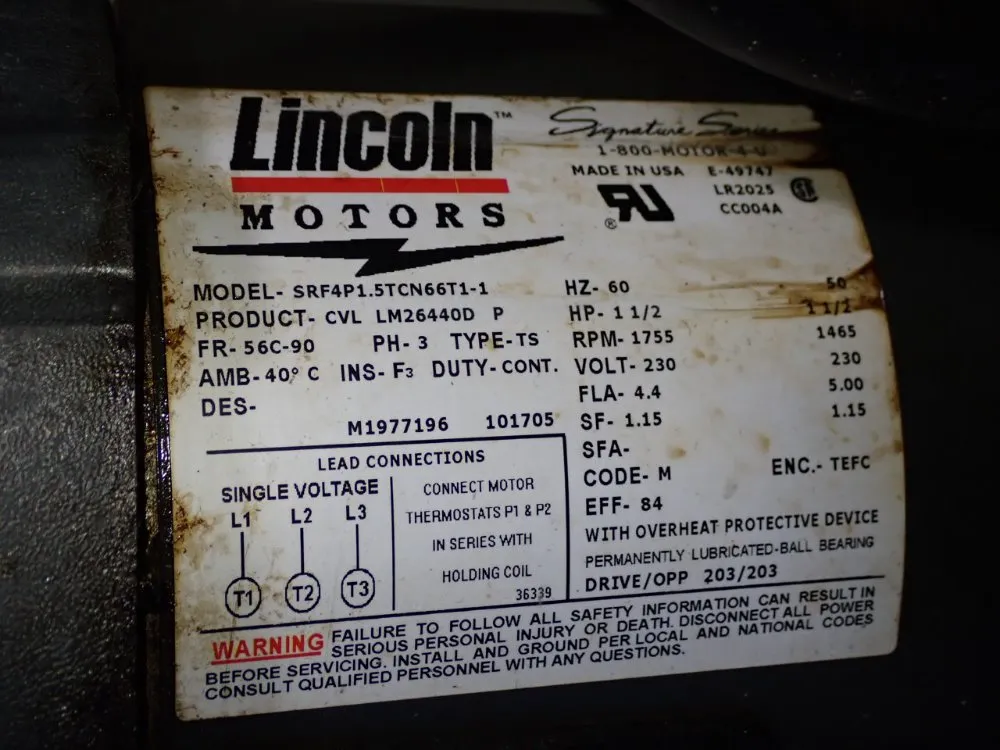 Lincoln™
MOTORS
Signature Series
1-800-MOTOR-4-U
MADE IN USA E-49747
LR2025
CC004A
MODEL- SRF4P1.5TCN66T1-1
PRODUCT- CVL LM26440D P
FR- 56C-90 PH- 3 TYPE-TS
AMB- 40° C INS- F3 DUTY- CONT.
DES-
M1977196 101705
HZ- 60 50
HP- 1 1/2 1 1/2
RPM- 1755 1465
VOLT- 230 230
FLA- 4.4 5.00
SF- 1.15 1.15
SFA-
CODE- M ENC.- TEFC
EFF- 84
WITH OVERHEAT PROTECTIVE DEVICE
PERMANENTLY LUBRICATED-BALL BEARING
DRIVE/OPP 203/203
LEAD CONNECTIONS
SINGLE VOLTAGE
L1 L2 L3
T1 T2 T3
CONNECT MOTOR
THERMOSTATS P1 & P2
IN SERIES WITH
HOLDING COIL
36339
WARNING FAILURE TO FOLLOW ALL SAFETY INFORMATION CAN RESULT IN
SERIOUS PERSONAL INJURY OR DEATH. DISCONNECT ALL POWER
BEFORE SERVICING. INSTALL AND GROUND PER LOCAL AND NATIONAL CODES
CONSULT QUALIFIED PERSONNEL WITH ANY QUESTIONS.